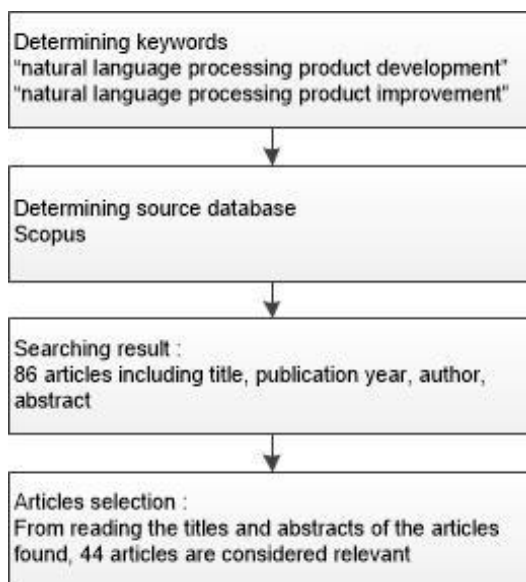 Determining keywords
“natural language processing product development”
“natural language processing product improvement”
Determining source database
Scopus
Searching result :
86 articles including title, publication year, author,
abstract
Articles selection :
From reading the titles and abstracts of the articles
found, 44 articles are considered relevant